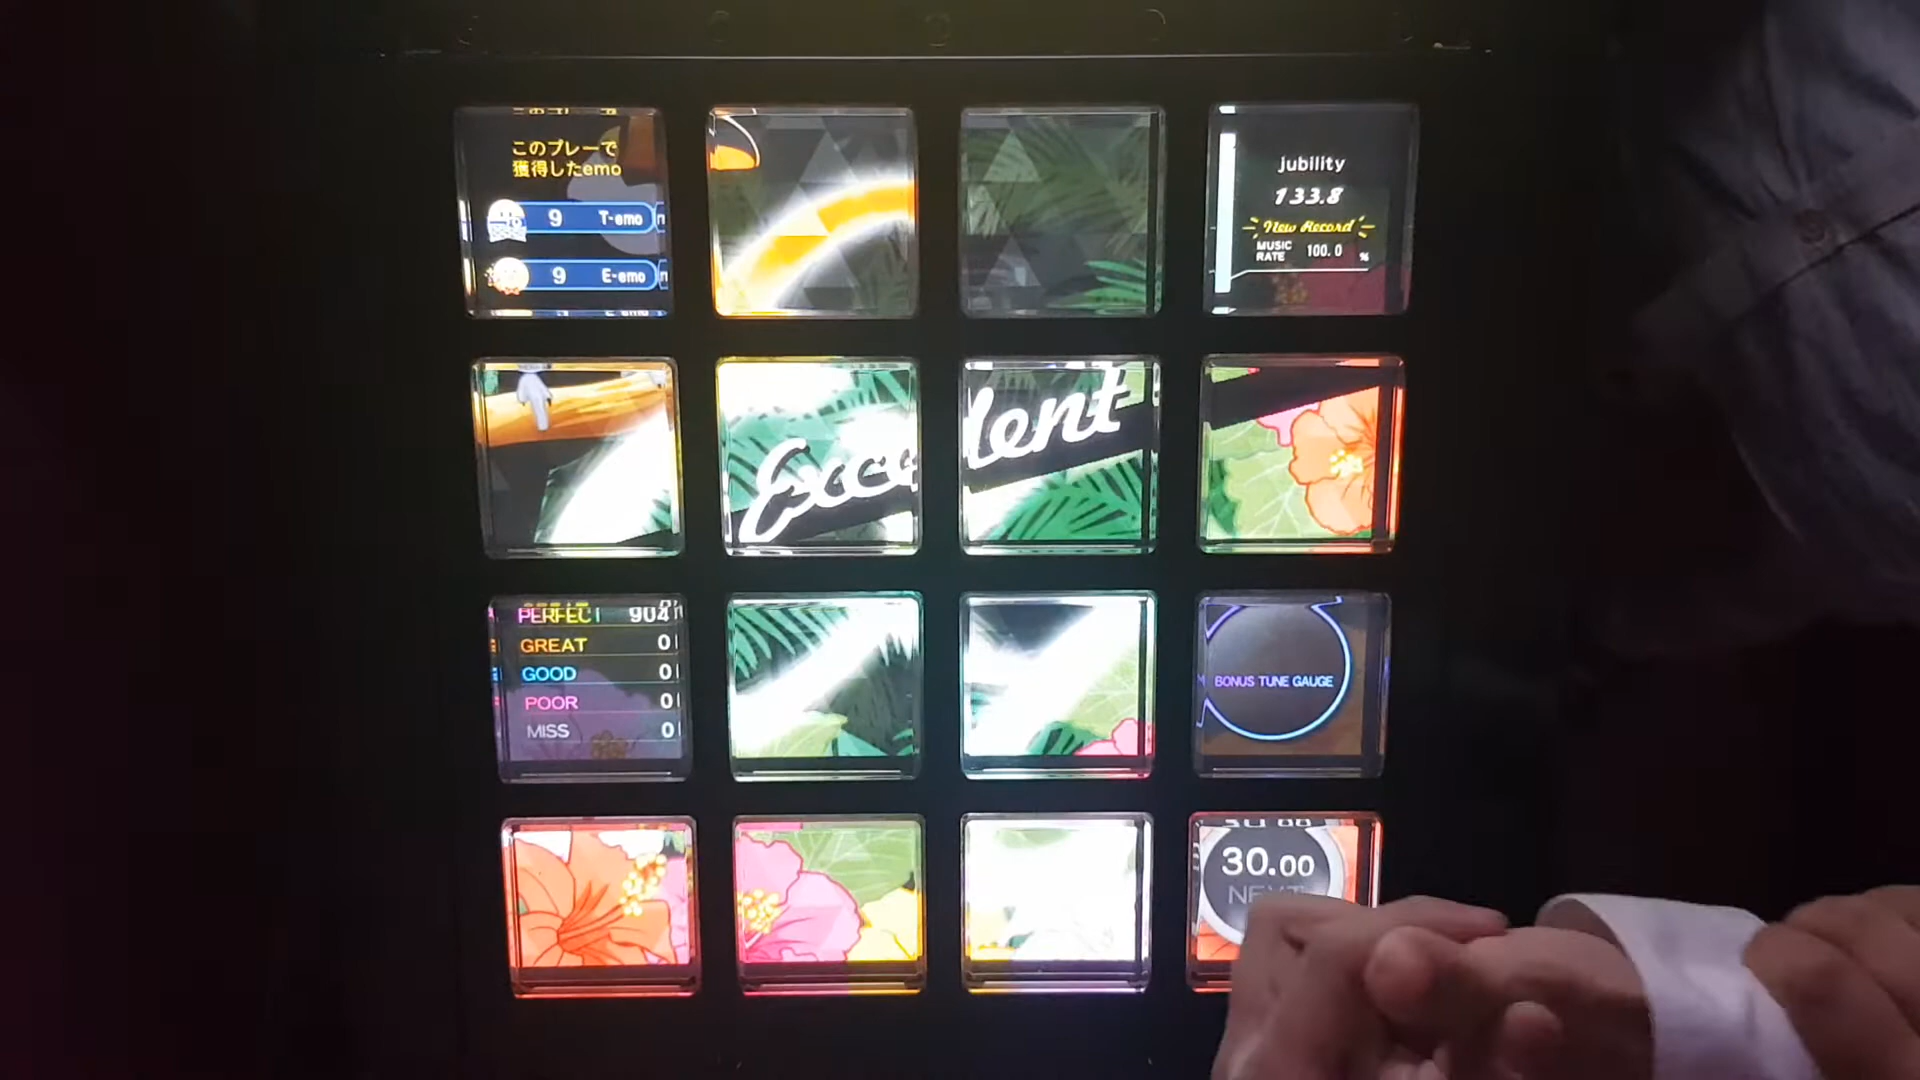 このプレーで
獲得したemo
9 T-emo
9 E-emo
jubility
133.8
New Record
MUSIC RATE 100.0 %
Excellent
PERFECT 904
GREAT 0
GOOD 0
POOR 0
MISS 0
BONUS TUNE GAUGE
30.00
NEXT